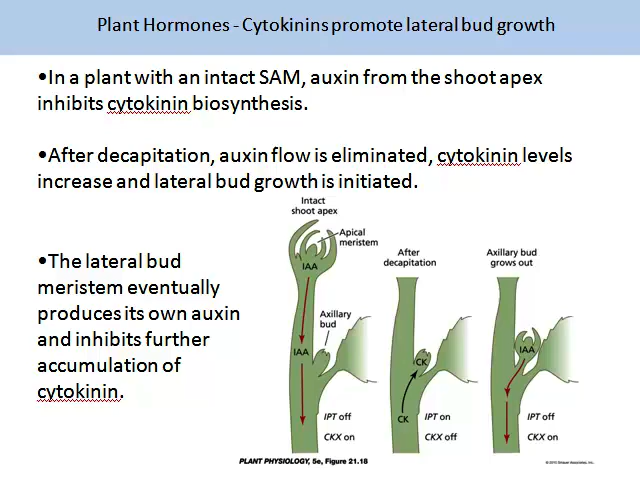 Plant Hormones - Cytokinins promote lateral bud growth
•In a plant with an intact SAM, auxin from the shoot apex
inhibits cytokinin biosynthesis.
•After decapitation, auxin flow is eliminated, cytokinin levels
increase and lateral bud growth is initiated.
•The lateral bud
meristem eventually
produces its own auxin
and inhibits further
accumulation of
cytokinin.
Intact
shoot apex
Apical
meristem
IAA
Axillary
bud
IAA
IPT off
CKX on
After
decapitation
CK
CK
IPT on
CKX off
Axillary bud
grows out
IAA
IPT off
CKX on
PLANT PHYSIOLOGY, 5e, Figure 21.18
© 2010 Sinauer Associates, Inc.